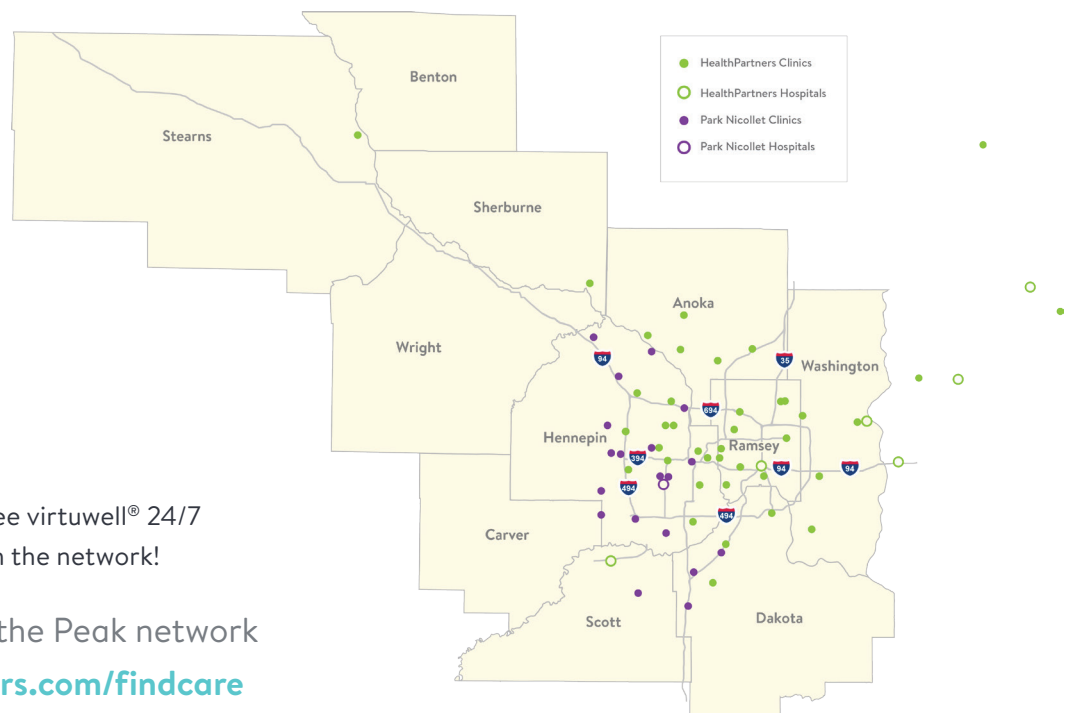 HealthPartners Clinics
HealthPartners Hospitals
Park Nicollet Clinics
Park Nicollet Hospitals
Benton
Stearns
Sherburne
Anoka
Wright
94
35
Washington
694
Hennepin
Ramsey
394
94
94
494
494
Carver
Scott
Dakota
virtuwell® 24/7
the network!
the Peak network
rs.com/findcare